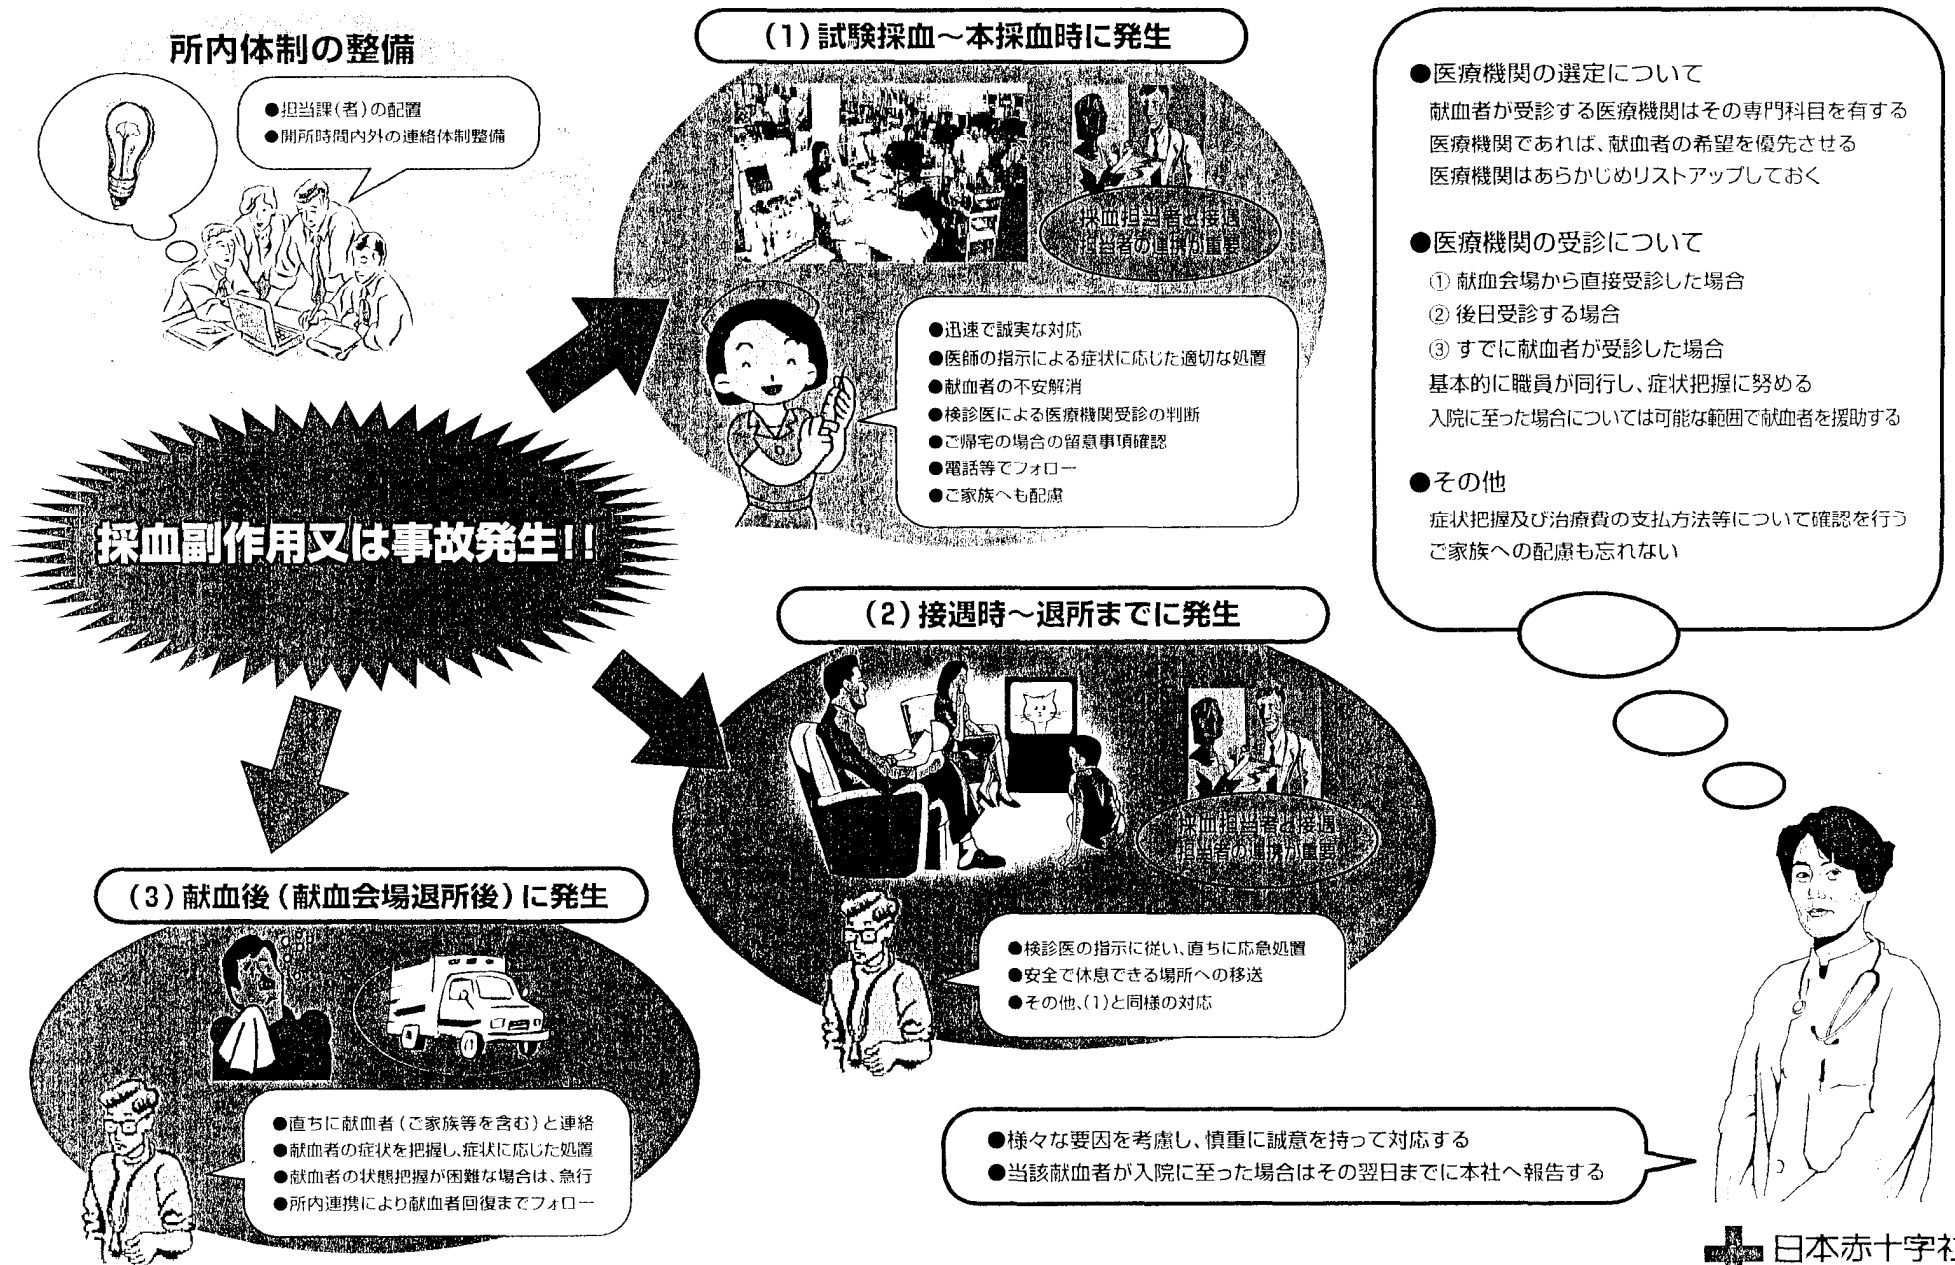 所内体制の整備
●担当課(者)の配置
●開所時間内外の連絡体制整備
採血副作用又は事故発生!!
(1)試験採血～本採血時に発生
採血担当者と接遇
担当者の連携が重要
●迅速で誠実な対応
●医師の指示による症状に応じた適切な処置
●献血者の不安解消
●検診医による医療機関受診の判断
●ご帰宅の場合の留意事項確認
●電話等でフォロー
●ご家族へも配慮
(2)接遇時～退所までに発生
採血担当者と接遇
担当者の連携が重要
●検診医の指示に従い、直ちに応急処置
●安全で休息できる場所への移送
●その他、(1)と同様の対応
(3)献血後(献血会場退所後)に発生
●直ちに献血者(ご家族等を含む)と連絡
●献血者の症状を把握し、症状に応じた処置
●献血者の状態把握が困難な場合は、急行
●所内連携により献血者回復までフォロー
●医療機関の選定について
献血者が受診する医療機関はその専門科目を有する
医療機関であれば、献血者の希望を優先させる
医療機関はあらかじめリストアップしておく
●医療機関の受診について
① 献血会場から直接受診した場合
② 後日受診する場合
③ すでに献血者が受診した場合
基本的に職員が同行し、症状把握に努める
入院に至った場合については可能な範囲で献血者を援助する
●その他
症状把握及び治療費の支払方法等について確認を行う
ご家族への配慮も忘れない
●様々な要因を考慮し、慎重に誠意を持って対応する
●当該献血者が入院に至った場合はその翌日までに本社へ報告する
日本赤十字社